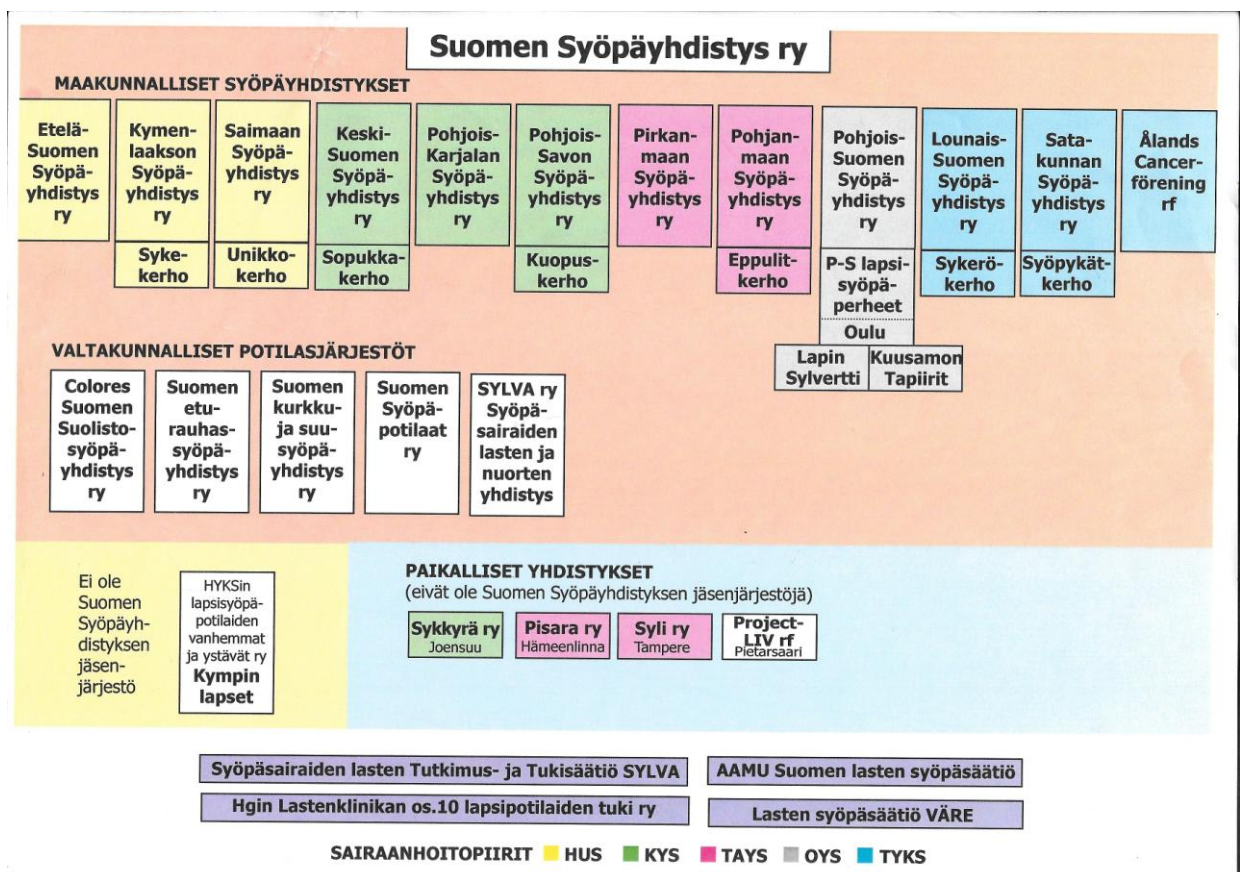 Suomen Syöpäyhdistys ry
MAAKUNNALLISET SYÖPÄYHDISTYKSET
Etelä-
Suomen
Syöpä-
yhdistys
ry
Kymen-
laakson
Syöpä-
yhdistys
ry
Syke-
kerho
Saimaan
Syöpä-
yhdistys
ry
Unikko-
kerho
Keski-
Suomen
Syöpä-
yhdistys
ry
Sopukka-
kerho
Pohjois-
Karjalan
Syöpä-
yhdistys
ry
Pohjois-
Savon
Syöpä-
yhdistys
ry
Kuopus-
kerho
Pirkan-
maan
Syöpä-
yhdistys
ry
Pohjan-
maan
Syöpä-
yhdistys
ry
Eppulit-
kerho
Pohjois-
Suomen
Syöpä-
yhdistys
ry
P-S lapsi-
syöpä-
perheet
Oulu
Lapin
Sylvertti
Kuusamon
Tapiirit
Lounais-
Suomen
Syöpä-
yhdistys
ry
Sykerö-
kerho
Sata-
kunnan
Syöpä-
yhdistys
ry
Syöpykät-
kerho
Ålands
Cancer-
förening
rf
VALTAKUNNALLISET POTILASJÄRJESTÖT
Colores
Suomen
Suolisto-
syöpä-
yhdistys
ry
Suomen
etu-
rauhas-
syöpä-
yhdistys
ry
Suomen
kurkku-
ja suu-
syöpä-
yhdistys
ry
Suomen
Syöpä-
potilaat
ry
SYLVA ry
Syöpä-
sairaiden
lasten ja
nuorten
yhdistys
Ei ole
Suomen
Syöpäyh-
distyksen
jäsen-
järjestö
HYKSin
lapsisyöpä-
potilaiden
vanhemmat
ja ystävät ry
Kympin
lapset
PAIKALLISET YHDISTYKSET
(eivät ole Suomen Syöpäyhdistyksen jäsenjärjestöjä)
Sykkyrä ry
Joensuu
Pisara ry
Hämeenlinna
Syli ry
Tampere
Project-
LIV rf
Pietarsaari
Syöpäsairaiden lasten Tutkimus- ja Tukisäätiö SYLVA
AAMU Suomen lasten syöpäsäätiö
Hgin Lastenklinikan os.10 lapsipotilaiden tuki ry
Lasten syöpäsäätiö VÄRE
SAIRAANHOITOPIIRIT HUS KYS TAYS OYS TYKS